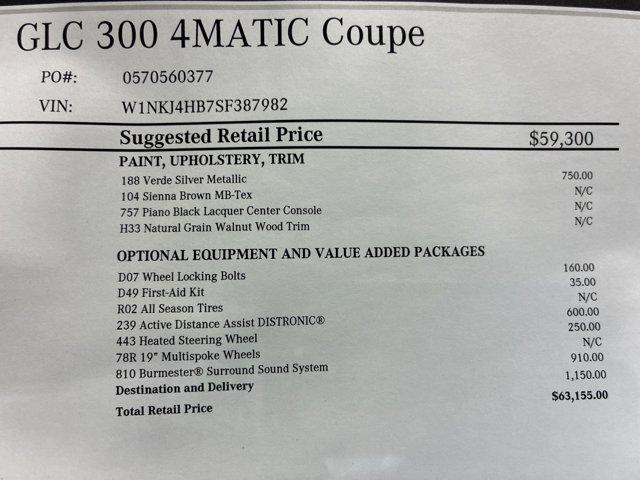 GLC 300 4MATIC Coupe
PO#: 0570560377
VIN: W1NKJ4HB7SF387982
Suggested Retail Price $59,300
PAINT, UPHOLSTERY, TRIM
188 Verde Silver Metallic 750.00
104 Sienna Brown MB-Tex N/C
757 Piano Black Lacquer Center Console N/C
H33 Natural Grain Walnut Wood Trim N/C
OPTIONAL EQUIPMENT AND VALUE ADDED PACKAGES
D07 Wheel Locking Bolts 160.00
D49 First-Aid Kit 35.00
R02 All Season Tires N/C
239 Active Distance Assist DISTRONIC® 600.00
443 Heated Steering Wheel 250.00
78R 19" Multispoke Wheels N/C
810 Burmester® Surround Sound System 910.00
Destination and Delivery 1,150.00
Total Retail Price $63,155.00